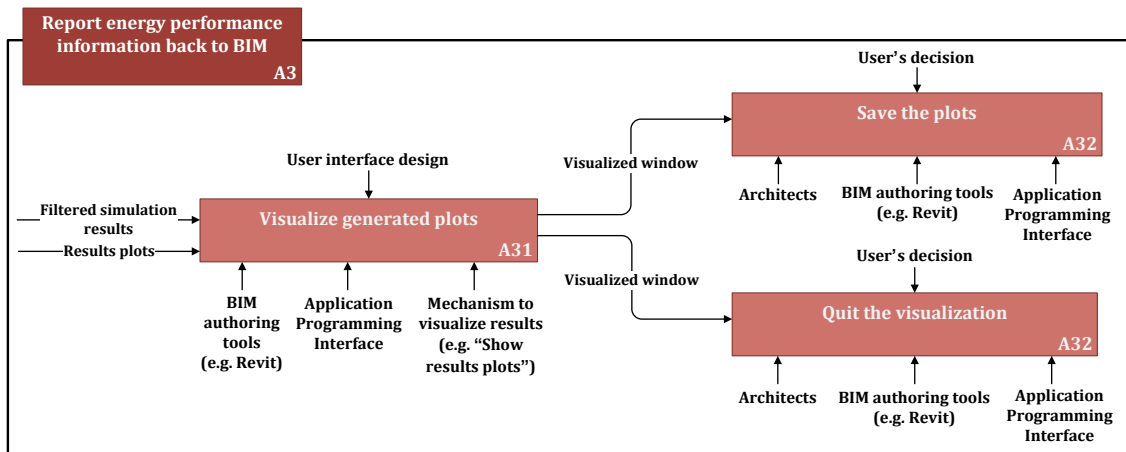 Report energy performance
information back to BIM
A3
User's decision
Save the plots
A32
Architects
BIM authoring tools
(e.g. Revit)
Application
Programming
Interface
User interface design
Visualized window
Filtered simulation
results
Results plots
Visualize generated plots
A31
BIM
authoring
tools
(e.g. Revit)
Application
Programming
Interface
Mechanism to
visualize results
(e.g. “Show
results plots”)
Visualized window
User's decision
Quit the visualization
A32
Architects
BIM authoring tools
(e.g. Revit)
Application
Programming
Interface